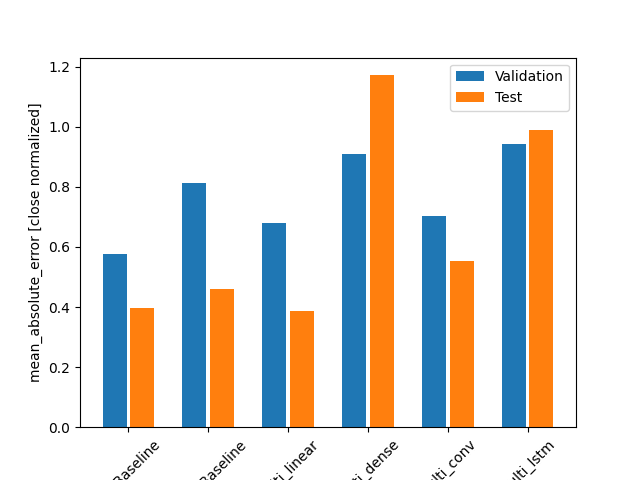 mean_absolute_error [close normalized]
1.2
1.0
0.8
0.6
0.4
0.2
0.0
Validation
Test
Baseline
Baseline
ti_linear
ti_dense
lti_conv
ulti_lstm